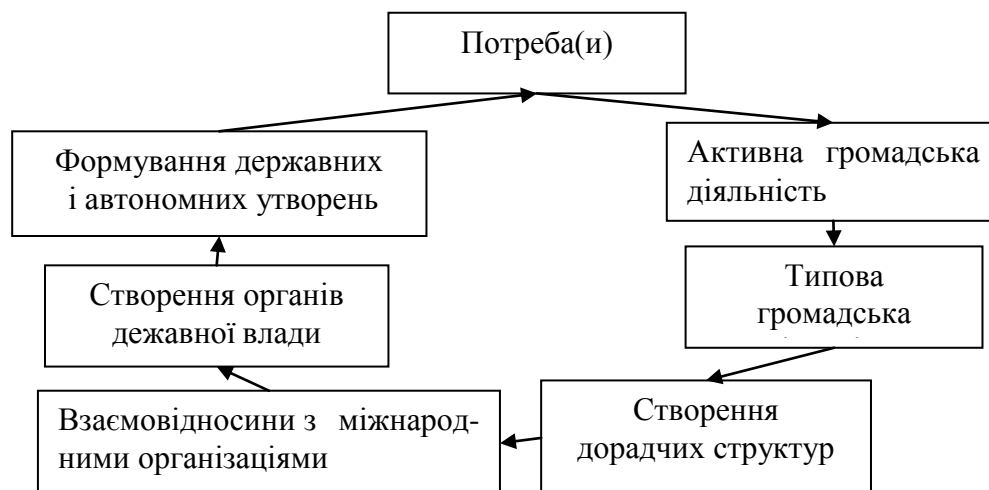 Потреба(и)
Активна громадська
діяльність
Типова
громадська
Створення
дорадчих структур
Взаємовідносини з міжнарод-
ними організаціями
Створення органів
дежавної влади
Формування державних
і автономних утворень